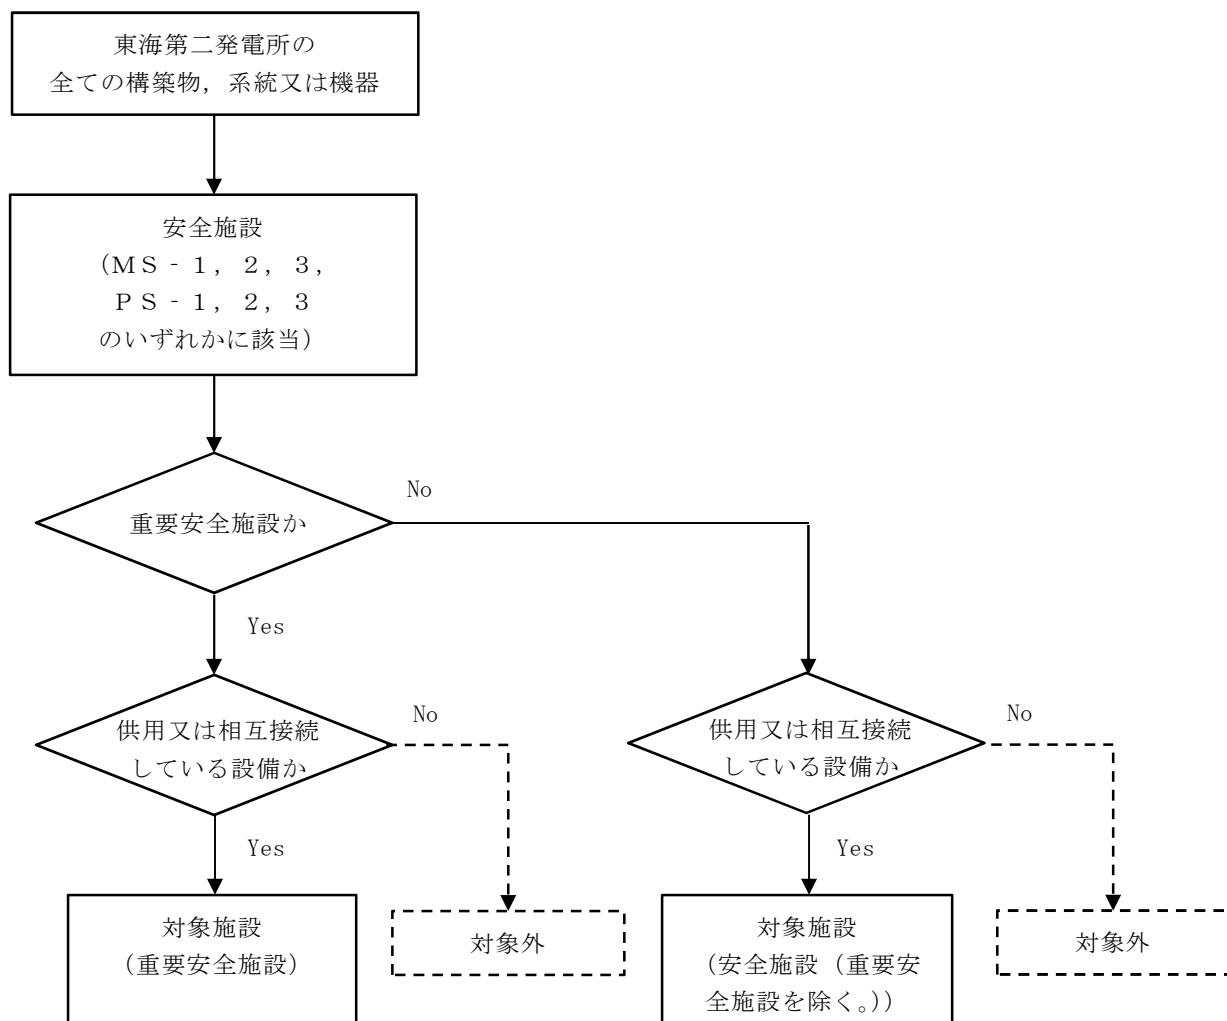 東海第二発電所の
全ての構築物，系統又は機器
安全施設
（ＭＳ‐１，２，３，
ＰＳ‐１，２，３
のいずれかに該当）
重要安全施設か
No
Yes
供用又は相互接続
している設備か
No
Yes
対象施設
（重要安全施設）
対象外
供用又は相互接続
している設備か
No
Yes
対象施設
（安全施設（重要安
全施設を除く。））
対象外